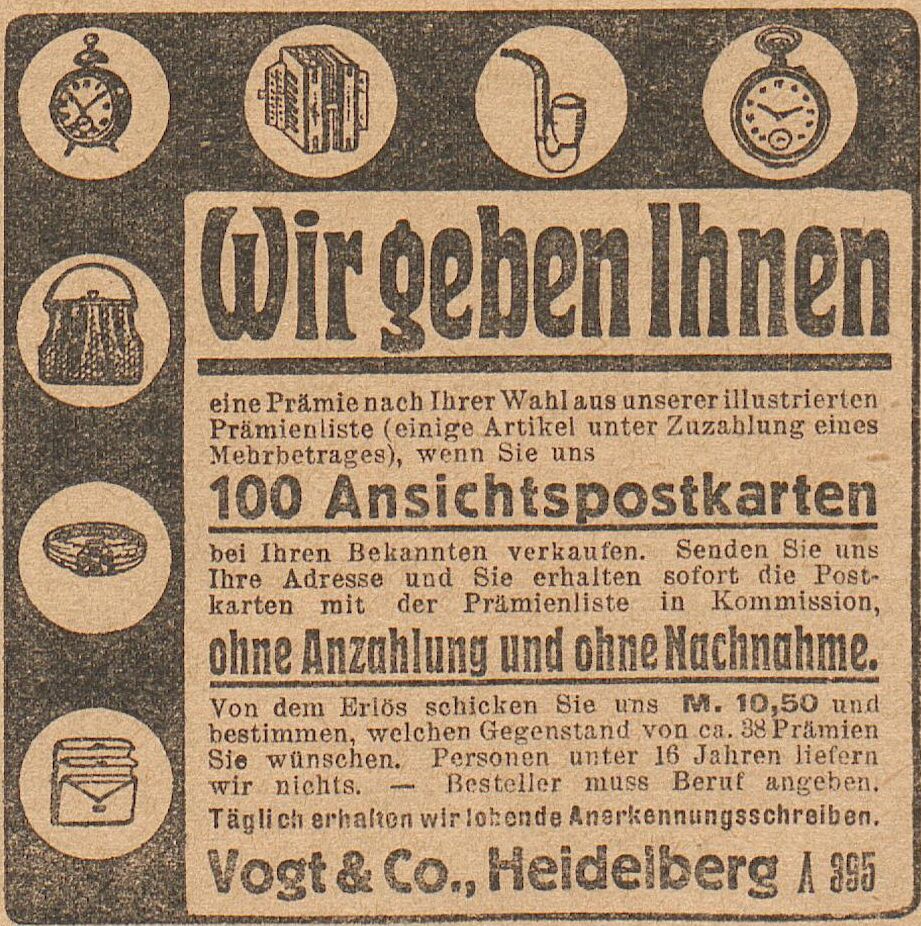 Wir geben Ihnen
eine Prämie nach Ihrer Wahl aus unserer illustrierten
Prämienliste (einige Artikel unter Zuzahlung eines
Mehrbetrages), wenn Sie uns
100 Ansichtspostkarten
bei Ihren Bekannten verkaufen. Senden Sie uns
Ihre Adresse und Sie erhalten sofort die Post-
karten mit der Prämienliste in Kommission,
ohne Anzahlung und ohne Nachnahme.
Von dem Erlös schicken Sie uns M. 10,50 und
bestimmen, welchen Gegenstand von ca. 38 Prämien
Sie wünschen. Personen unter 16 Jahren liefern
wir nichts. — Besteller muss Beruf angeben.
Täglich erhalten wir lobende Anerkennungsschreiben.
Vogt & Co., Heidelberg A 395